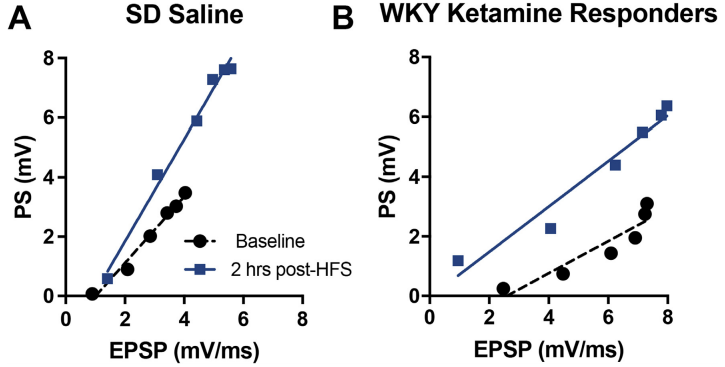 A SD Saline
8
6
4
2
0
PS (mV)
0 2 4 6 8
EPSP (mV/ms)
Baseline
2 hrs post-HFS
B WKY Ketamine Responders
8
6
4
2
0
PS (mV)
0 2 4 6 8
EPSP (mV/ms)